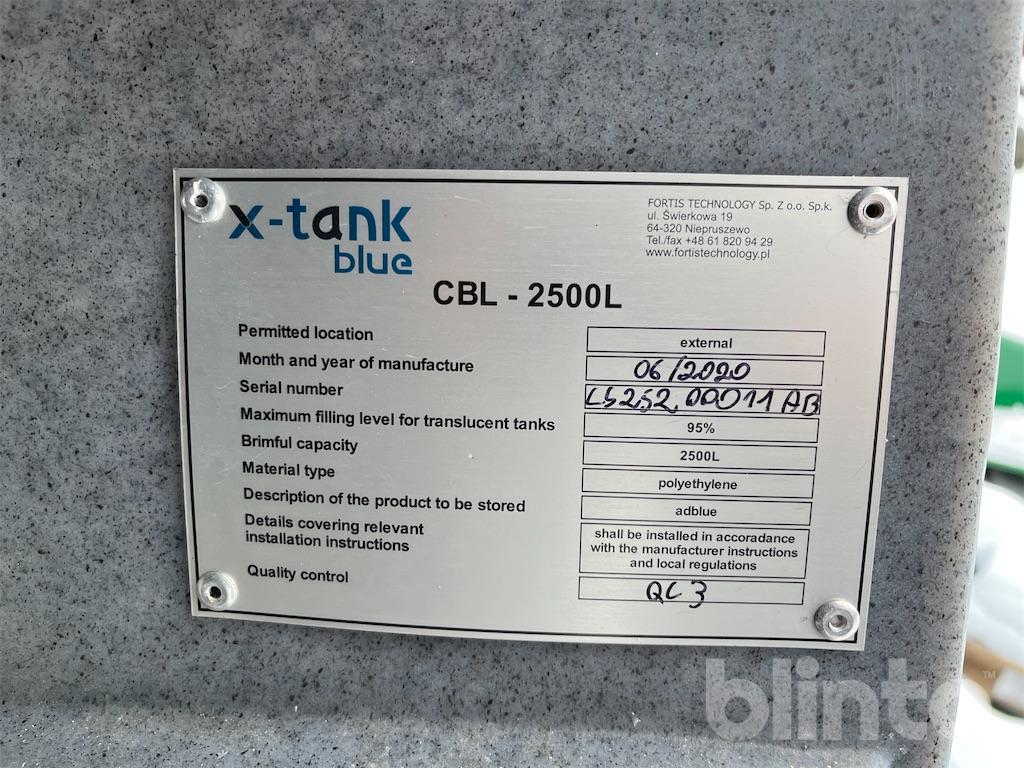 x-tank
blue
FORTIS TECHNOLOGY Sp. Z o.o. Sp.k.
ul. Świerkowa 19
64-320 Niepruszewo
Tel./fax +48 61 820 94 29
www.fortistechnology.pl
CBL - 2500L
Permitted location external
Month and year of manufacture 06/2020
Serial number L5252.00011AB
Maximum filling level for translucent tanks 95%
Brimful capacity 2500L
Material type polyethylene
Description of the product to be stored adblue
Details covering relevant
installation instructions
shall be installed in accoradance
with the manufacturer instructions
and local regulations
Quality control QC3
blinto™